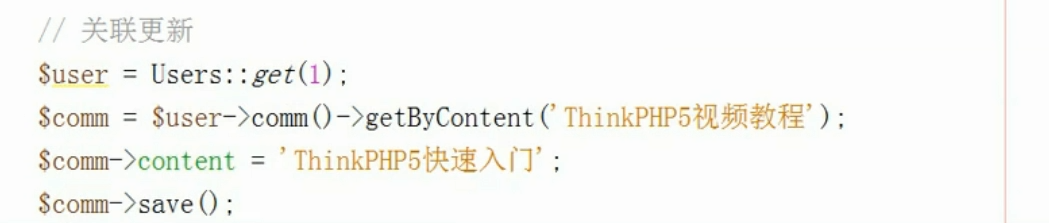 // 关联更新
$user = Users::get(1);
$comm = $user->comm()->getByContent('ThinkPHP5视频教程');
$comm->content = 'ThinkPHP5快速入门';
$comm->save();